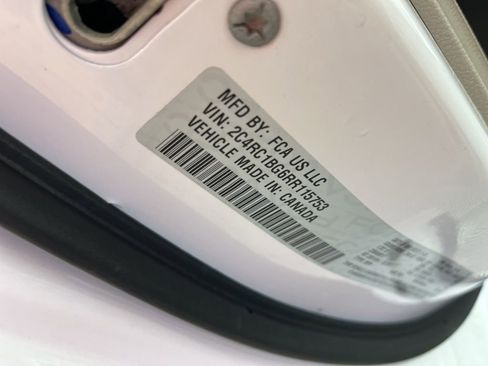 MFD BY: FCA US LLC
VIN: 2C4RC1BG6RR115753
VEHICLE MADE IN: CANADA